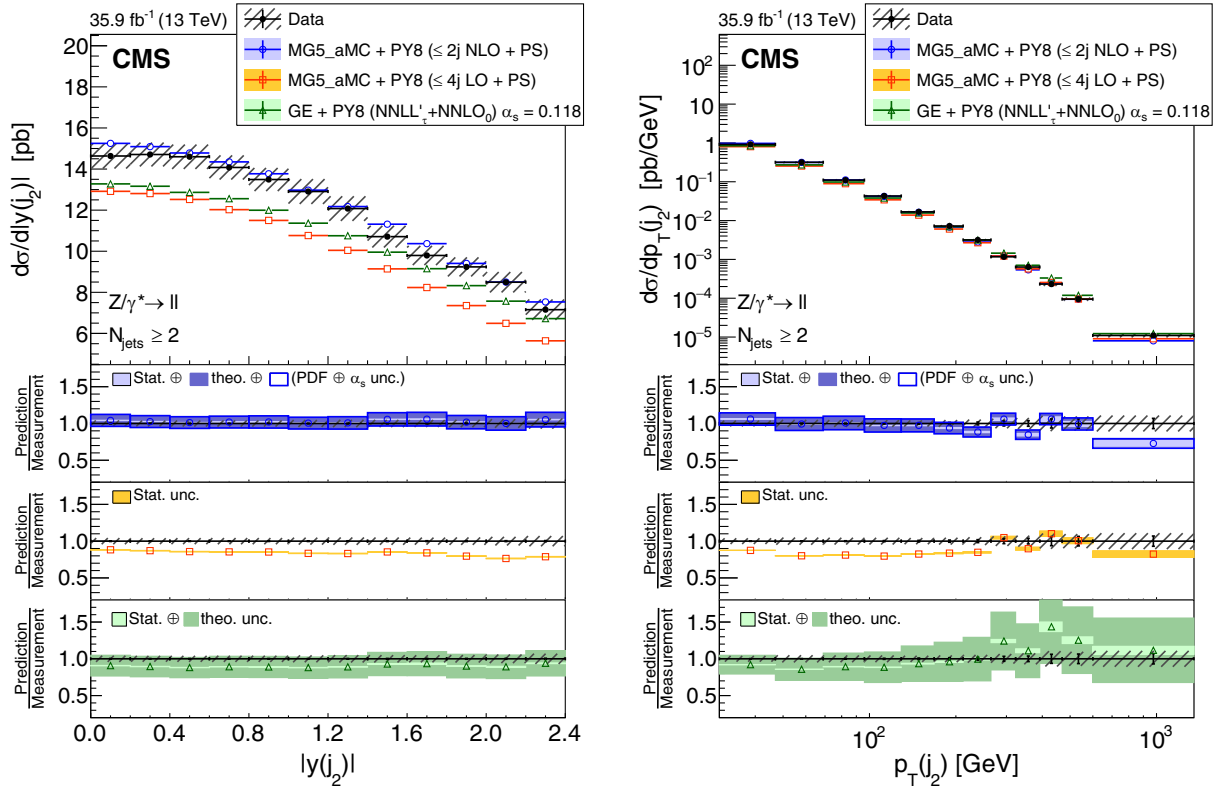 35.9 fb⁻¹ (13 TeV)
Data
MG5_aMC + PY8 (≤ 2j NLO + PS)
MG5_aMC + PY8 (≤ 4j LO + PS)
GE + PY8 (NNLL'τ+NNLO₀) αₛ = 0.118
CMS
dσ/d|y(j₂)| [pb]
20
18
16
14
12
10
8
6
Z/γ*→ ll
N_jets ≥ 2
Stat. ⊕ theo. ⊕ (PDF ⊕ αₛ unc.)
Prediction
Measurement
1.5
1.0
0.5
Stat. unc.
Prediction
Measurement
1.5
1.0
0.5
Stat. ⊕ theo. unc.
Prediction
Measurement
1.5
1.0
0.5
0.0 0.4 0.8 1.2 1.6 2.0 2.4
|y(j₂)|
35.9 fb⁻¹ (13 TeV)
Data
MG5_aMC + PY8 (≤ 2j NLO + PS)
MG5_aMC + PY8 (≤ 4j LO + PS)
GE + PY8 (NNLL'τ+NNLO₀) αₛ = 0.118
CMS
dσ/dp_T(j₂) [pb/GeV]
10²
10
1
10⁻¹
10⁻²
10⁻³
10⁻⁴
10⁻⁵
Z/γ*→ ll
N_jets ≥ 2
Stat. ⊕ theo. ⊕ (PDF ⊕ αₛ unc.)
Prediction
Measurement
1.5
1.0
0.5
Stat. unc.
Prediction
Measurement
1.5
1.0
0.5
Stat. ⊕ theo. unc.
Prediction
Measurement
1.5
1.0
0.5
10² 10³
p_T(j₂) [GeV]